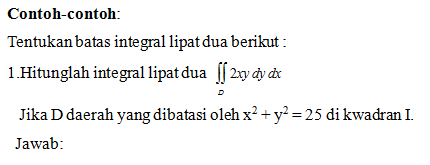 Contoh-contoh:
Tentukan batas integral lipat dua berikut :
1.Hitunglah integral lipat dua ∬_D 2xy dy dx
Jika D daerah yang dibatasi oleh x² + y² = 25 di kwadran I.
Jawab: